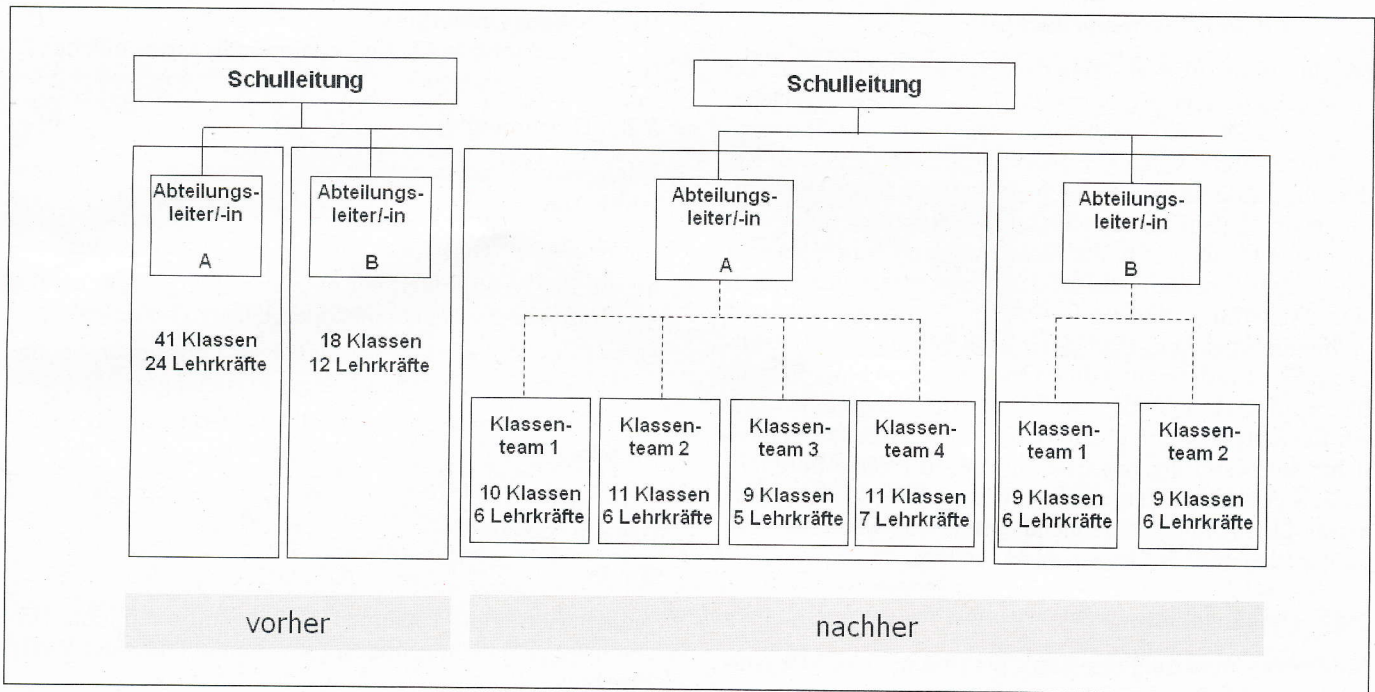 Schulleitung
Abteilungs-
leiter/-in
A
41 Klassen
24 Lehrkräfte
Abteilungs-
leiter/-in
B
18 Klassen
12 Lehrkräfte
vorher
Schulleitung
Abteilungs-
leiter/-in
A
Klassen-
team 1
10 Klassen
6 Lehrkräfte
Klassen-
team 2
11 Klassen
6 Lehrkräfte
Klassen-
team 3
9 Klassen
5 Lehrkräfte
Klassen-
team 4
11 Klassen
7 Lehrkräfte
Abteilungs-
leiter/-in
B
Klassen-
team 1
9 Klassen
6 Lehrkräfte
Klassen-
team 2
9 Klassen
6 Lehrkräfte
nachher